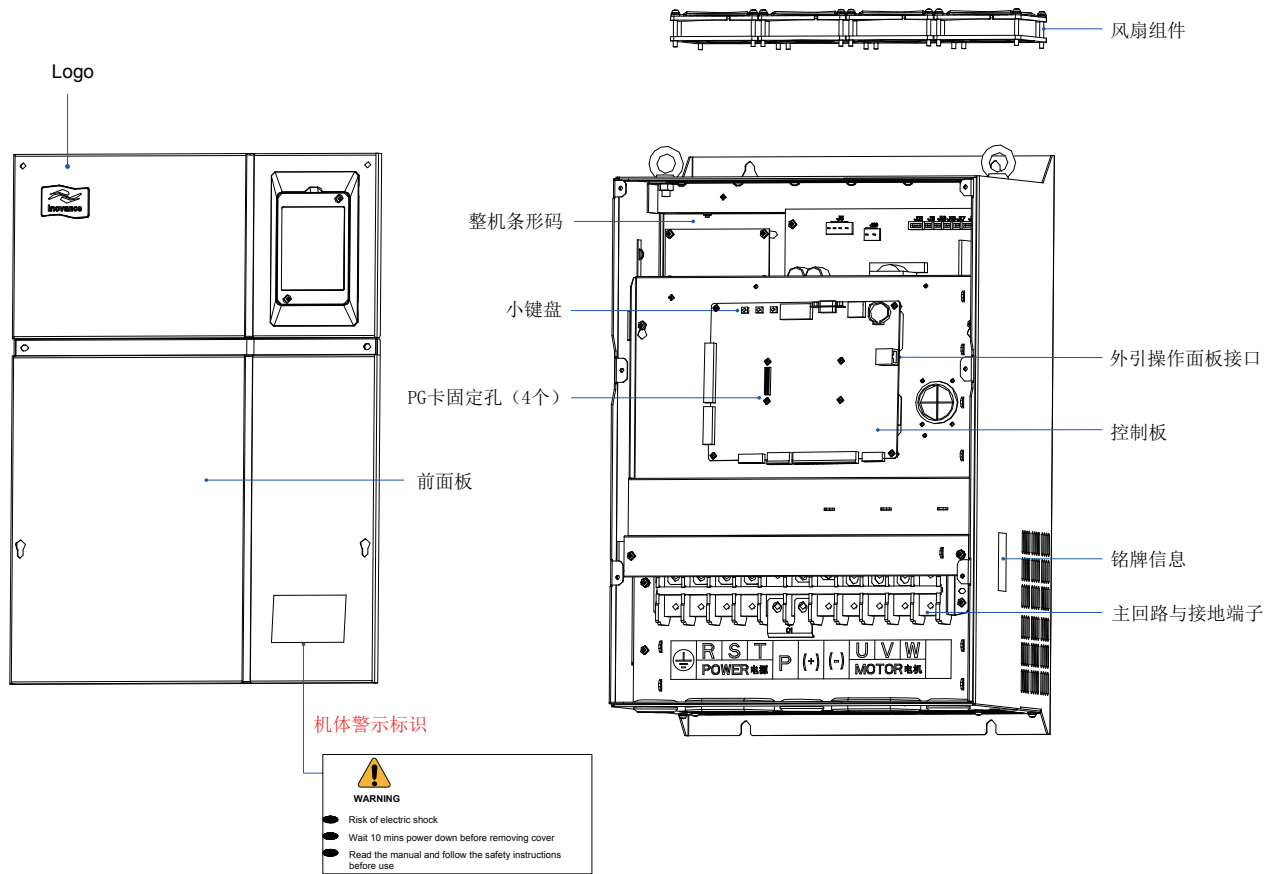 风扇组件
Logo
inovance
整机条形码
小键盘
外引操作面板接口
PG卡固定孔（4个）
控制板
前面板
铭牌信息
主回路与接地端子
R S T P (+) (-) U V W
POWER电源 MOTOR电机
机体警示标识
WARNING
Risk of electric shock
Wait 10 mins power down before removing cover
Read the manual and follow the safety instructions
before use